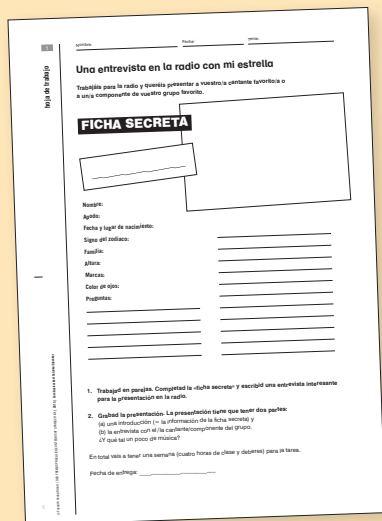 1
Nombre:
Fecha:
hoja de trabajo
Una entrevista en la radio con mi estrella
Trabajáis para la radio y queréis presentar a vuestro/a cantante favorito/a o
a un/a componente de vuestro grupo favorito.
FICHA SECRETA
Nombre:
Apodo:
Fecha y lugar de nacimiento:
Signo del zodíaco:
Familia:
Altura:
Marcas:
Color de ojos:
Preguntas:
1. Trabajad en parejas. Completad la «ficha secreta» y escribid una entrevista interesante
para la presentación en la radio.
2. Grabad la presentación. La presentación tiene que tener dos partes:
(a) una introducción (= la información de la ficha secreta) y
(b) la entrevista con el/la cantante/componente del grupo.
¿Y qué tal un poco de música?
En total vais a tener una semana (cuatro horas de clase y deberes) para la tarea.
Fecha de entrega: